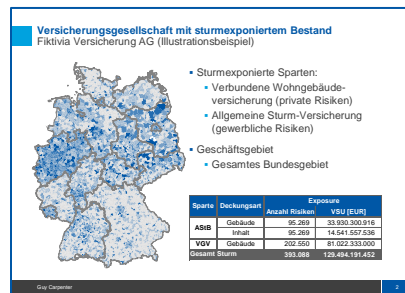 Versicherungsgesellschaft mit sturmexponiertem Bestand
Fiktivia Versicherung AG (Illustrationsbeispiel)
▪ Sturmexponierte Sparten:
▪ Verbundene Wohngebäude-
versicherung (private Risiken)
▪ Allgemeine Sturm-Versicherung
(gewerbliche Risiken)
▪ Geschäftsgebiet
▪ Gesamtes Bundesgebiet
Sparte Deckungsart Exposure
Anzahl Risiken VSU [EUR]
AStB Gebäude 95.269 33.930.300.916
Inhalt 95.269 14.541.557.536
VGV Gebäude 202.550 81.022.333.000
Gesamt Sturm 393.088 129.494.191.452
Guy Carpenter 2